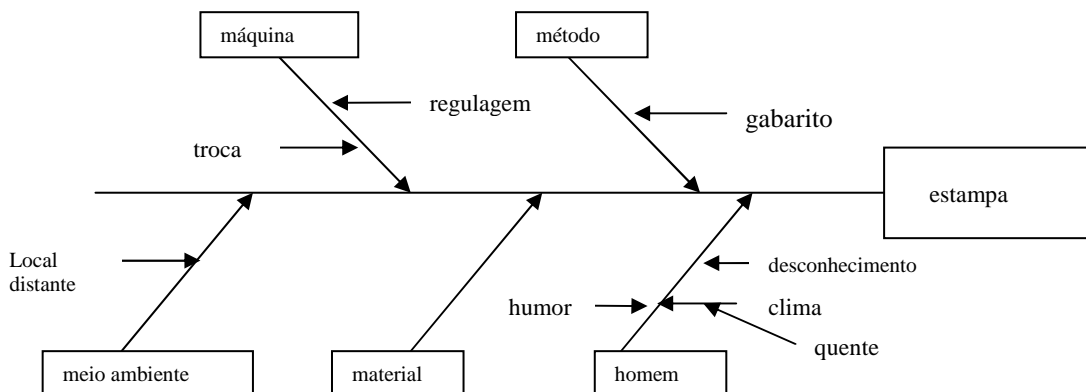 máquina
método
regulagem
gabarito
troca
estampa
Local
distante
desconhecimento
humor
clima
quente
meio ambiente
material
homem